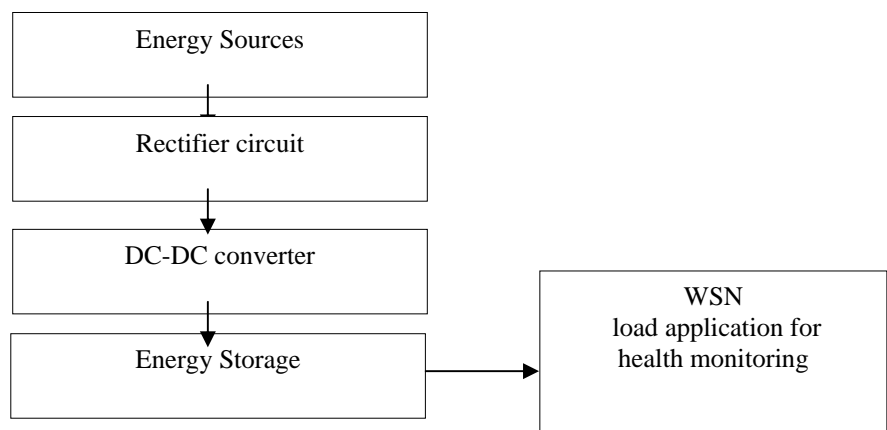 Energy Sources
Rectifier circuit
DC-DC converter
Energy Storage
WSN
load application for
health monitoring